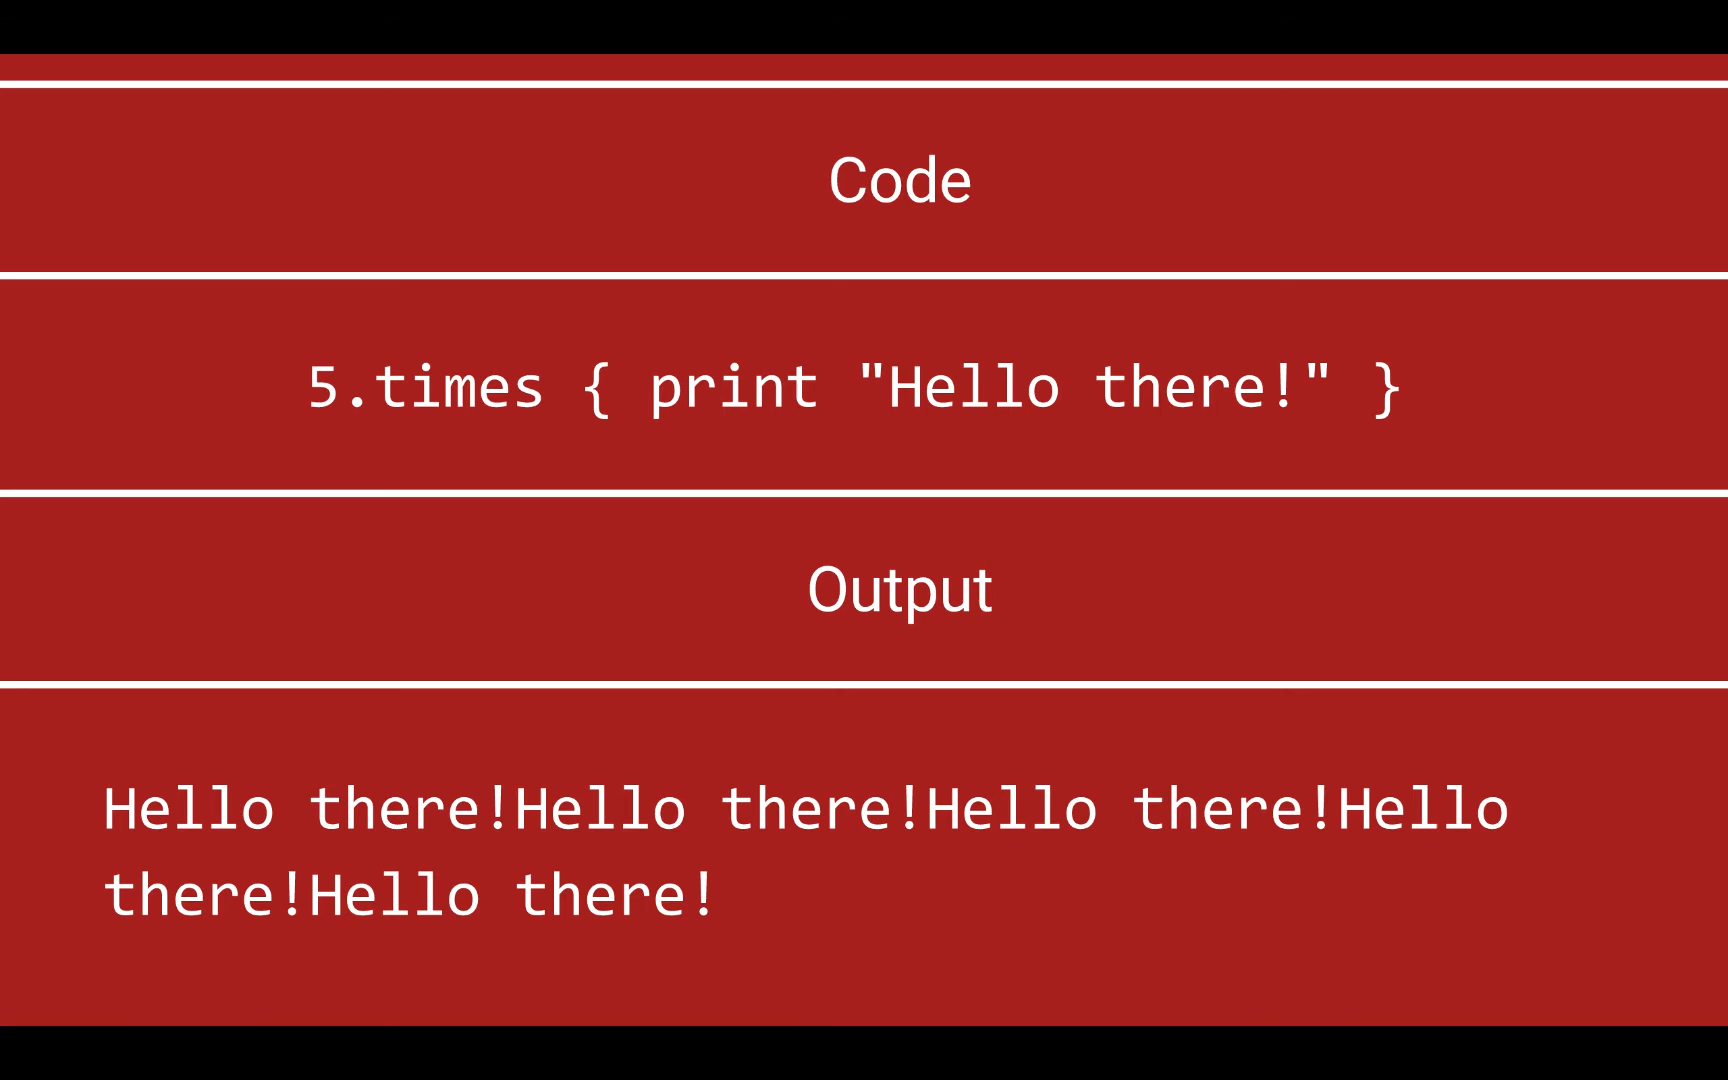 Code
5.times { print "Hello there!" }
Output
Hello there!Hello there!Hello there!Hello
there!Hello there!